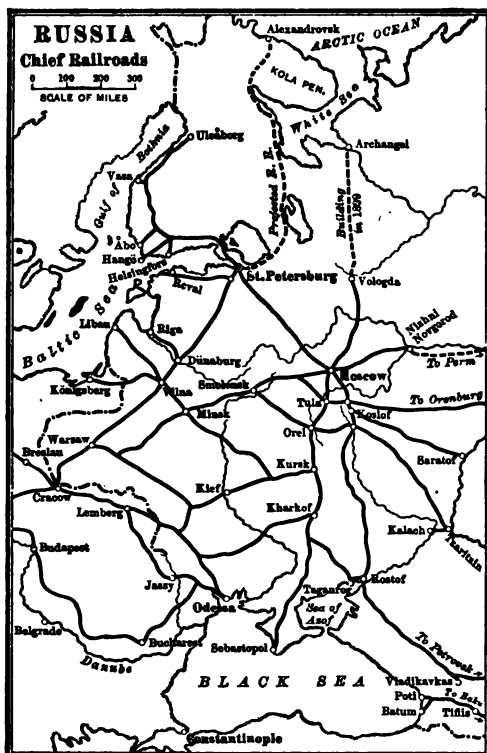 RUSSIA
Chief Railroads
0 100 200 300
SCALE OF MILES
Alexandrovsk
ARCTIC OCEAN
KOLA PEN.
White Sea
Uleåborg
Archangel
Gulf of Bothnia
Vasa
Projected R. R.
Building in 1899
Åbo
Hangö
Helsingfors
St. Petersburg
Vologda
Reval
Baltic Sea
Libau
Riga
Nishni
Novgorod
Dünaburg
Moscow
To Perm
Königsberg
Vilna
Smolensk
Minsk
Tula
To Orenburg
Koslof
Orel
Warsaw
Breslau
Saratof
Kursk
Cracow
Kief
Lemberg
Kharkof
Kalach
Tsaritzin
Budapest
Jassy
Taganrog
Rostof
Odessa
Sea of
Azof
Belgrade
Bucharest
Sebastopol
To Petrovsk
Danube
BLACK SEA
Vladikavkas
Poti
To Baku
Batum
Tiflis
Constantinople